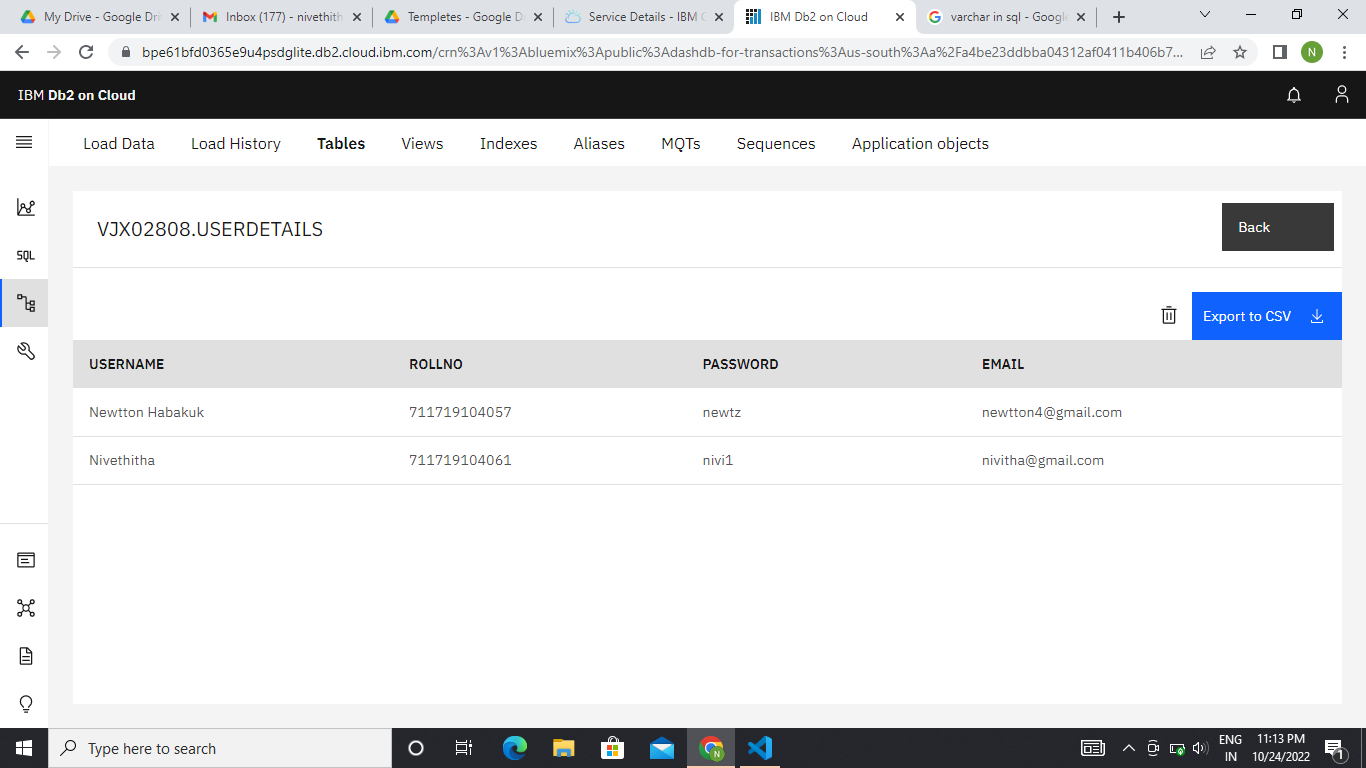 My Drive - Google Dri
Inbox (177) - nivethith
Templetes - Google D
Service Details - IBM C
IBM Db2 on Cloud
varchar in sql - Google
bpe61bfd0365e9u4psdglite.db2.cloud.ibm.com/crn%3Av1%3Abluemix%3Apublic%3Adashdb-for-transactions%3Aus-south%3Aa%2Fa4be23ddbba04312af0411b406b7...
N
IBM Db2 on Cloud
Load Data
Load History
Tables
Views
Indexes
Aliases
MQTs
Sequences
Application objects
SQL
VJX02808.USERDETAILS
Back
Export to CSV
USERNAME ROLLNO PASSWORD EMAIL
Newtton Habakuk 711719104057 newtz newtton4@gmail.com
Nivethitha 711719104061 nivi1 nivitha@gmail.com
Type here to search
N
ENG
IN
11:13 PM
10/24/2022
1